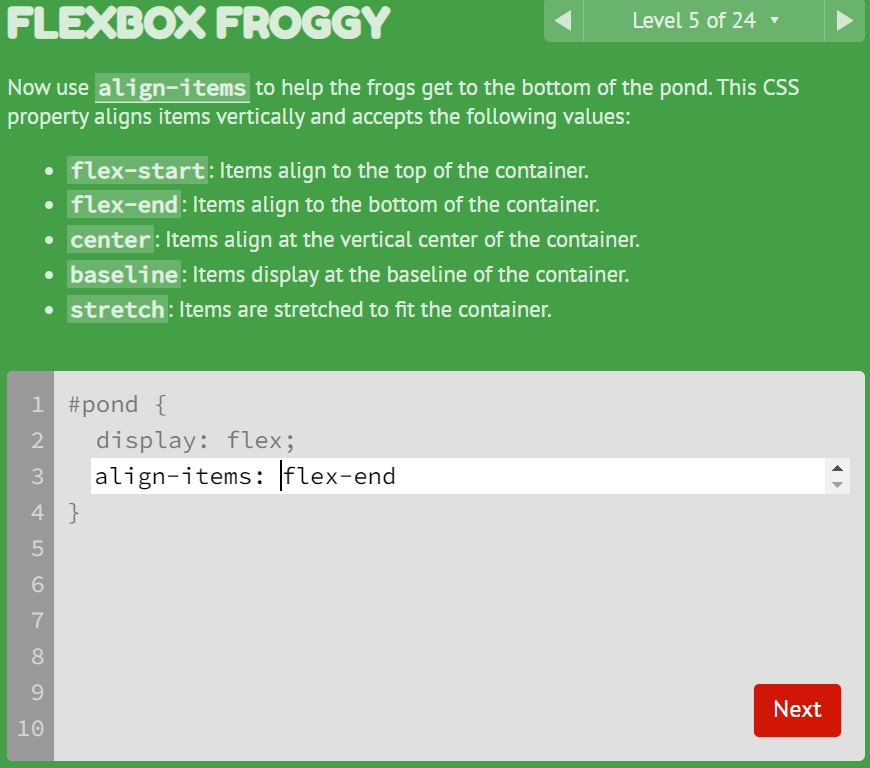 FLEXBOX FROGGY
Level 5 of 24
Now use align-items to help the frogs get to the bottom of the pond. This CSS
property aligns items vertically and accepts the following values:
flex-start: Items align to the top of the container.
flex-end: Items align to the bottom of the container.
center: Items align at the vertical center of the container.
baseline: Items display at the baseline of the container.
stretch: Items are stretched to fit the container.
1 #pond {
2 display: flex;
3 align-items: flex-end
4 }
5
6
7
8
9
10
Next